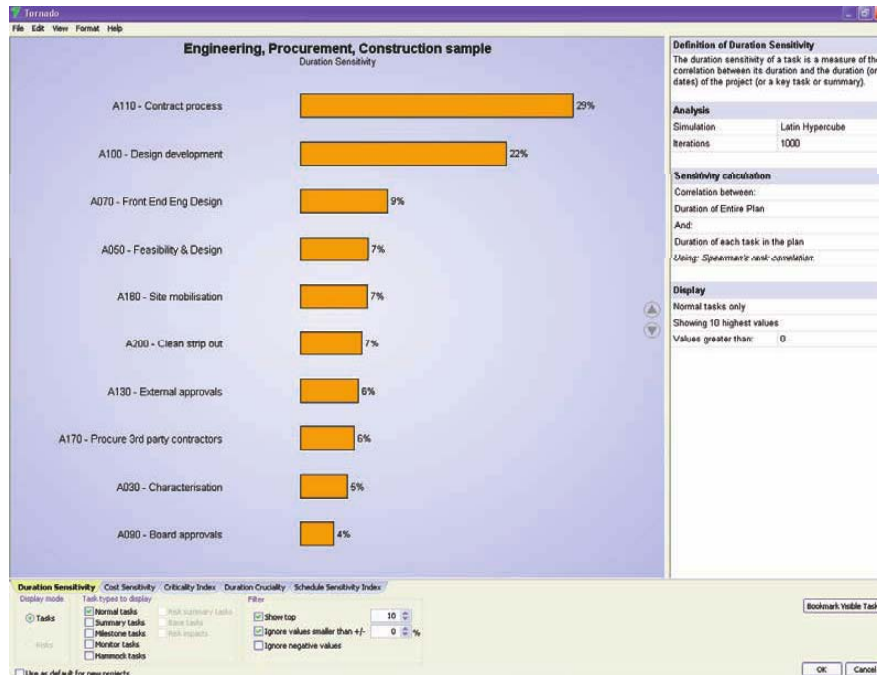 Tornado
File Edit View Format Help
Engineering, Procurement, Construction sample
Duration Sensitivity
A110 - Contract process 29%
A100 - Design development 22%
A070 - Front End Eng Design 9%
A050 - Feasibility & Design 7%
A180 - Site mobilisation 7%
A200 - Clean strip out 7%
A130 - External approvals 6%
A170 - Procure 3rd party contractors 6%
A030 - Characterisation 5%
A090 - Board approvals 4%
Definition of Duration Sensitivity
The duration sensitivity of a task is a measure of the
correlation between its duration and the duration (or
dates) of the project (or a key task or summary).
Analysis
Simulation Latin Hypercube
Iterations 1000
Sensitivity calculation
Correlation between:
Duration of Entire Plan
And:
Duration of each task in the plan
Using: Spearman's rank correlation.
Display
Normal tasks only
Showing 10 highest values
Values greater than: 0
Duration Sensitivity Cost Sensitivity Criticality Index Duration Cruciality Schedule Sensitivity Index
Display mode
Tasks
Risks
Task types to display
Normal tasks
Summary tasks
Milestone tasks
Monitor tasks
Hammock tasks
Risk summary tasks
Base tasks
Risk impacts
Filter
Show top 10
Ignore values smaller than +/- 0 %
Ignore negative values
Bookmark Visible Task
Use as default for new projects
OK Cancel